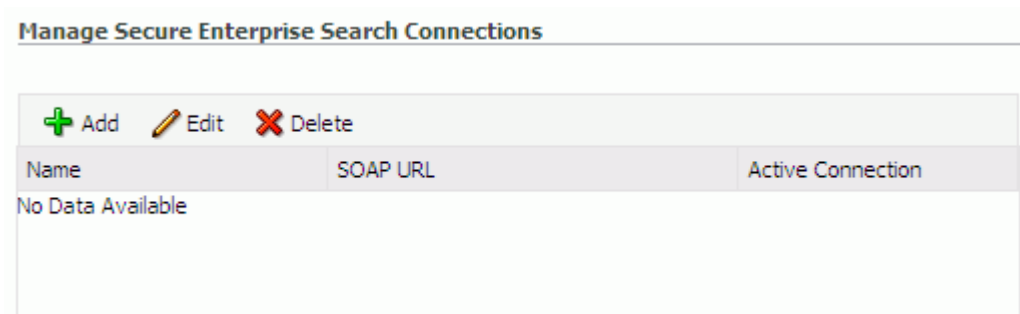 Manage Secure Enterprise Search Connections
Add Edit Delete
Name SOAP URL Active Connection
No Data Available